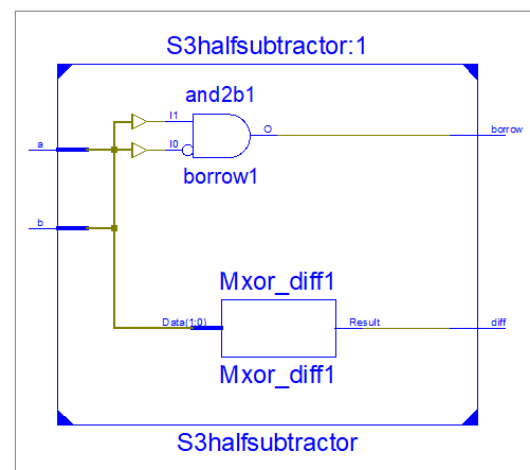 S3halfsubtractor:1
and2b1
I1
O
a
I0
borrow
borrow1
b
Mxor_diff1
Data(1:0)
Result
diff
Mxor_diff1
S3halfsubtractor